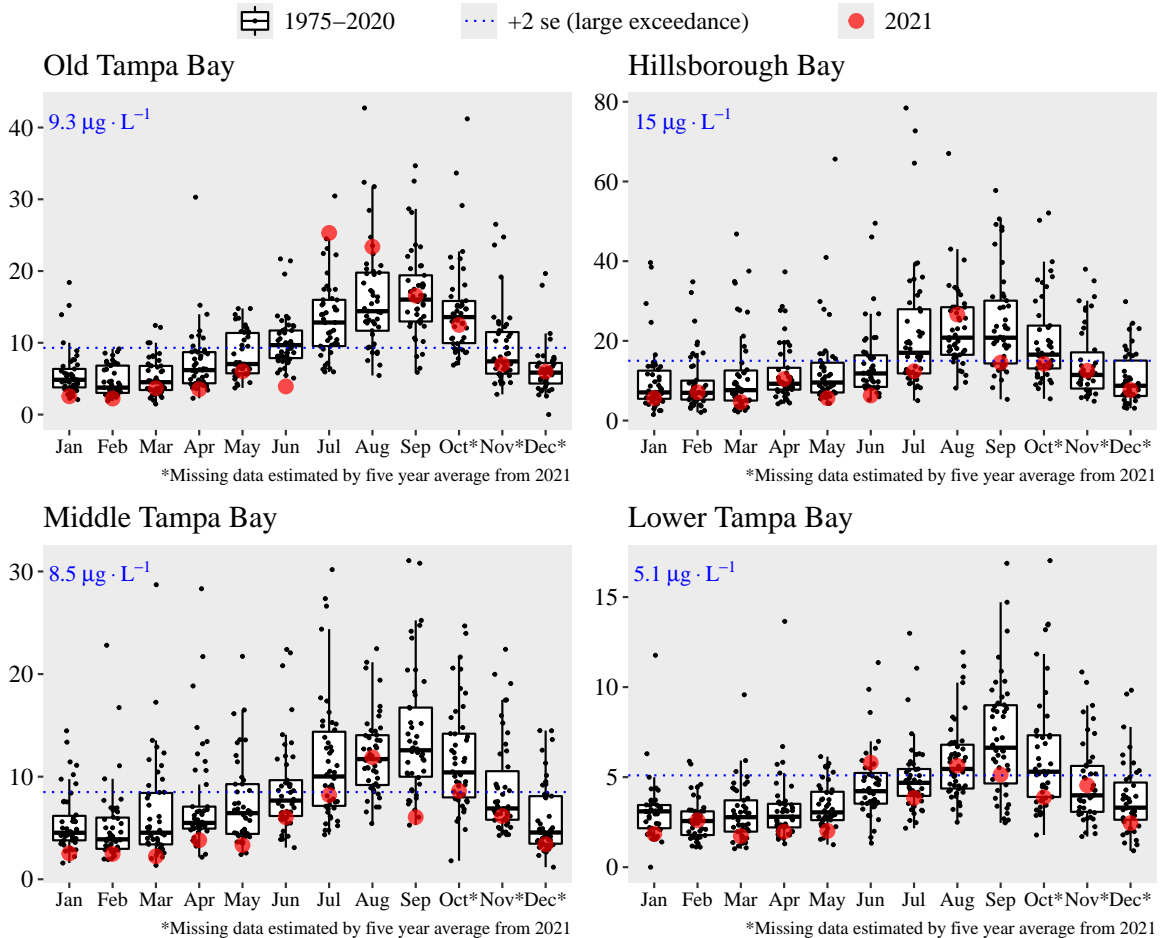 1975−2020 +2 se (large exceedance) 2021
Old Tampa Bay
9.3 μg · L⁻¹
40
30
20
10
0
Jan Feb Mar Apr May Jun Jul Aug Sep Oct* Nov* Dec*
*Missing data estimated by five year average from 2021
Hillsborough Bay
15 μg · L⁻¹
80
60
40
20
0
Jan Feb Mar Apr May Jun Jul Aug Sep Oct* Nov* Dec*
*Missing data estimated by five year average from 2021
Middle Tampa Bay
8.5 μg · L⁻¹
30
20
10
0
Jan Feb Mar Apr May Jun Jul Aug Sep Oct* Nov* Dec*
*Missing data estimated by five year average from 2021
Lower Tampa Bay
5.1 μg · L⁻¹
15
10
5
0
Jan Feb Mar Apr May Jun Jul Aug Sep Oct* Nov* Dec*
*Missing data estimated by five year average from 2021